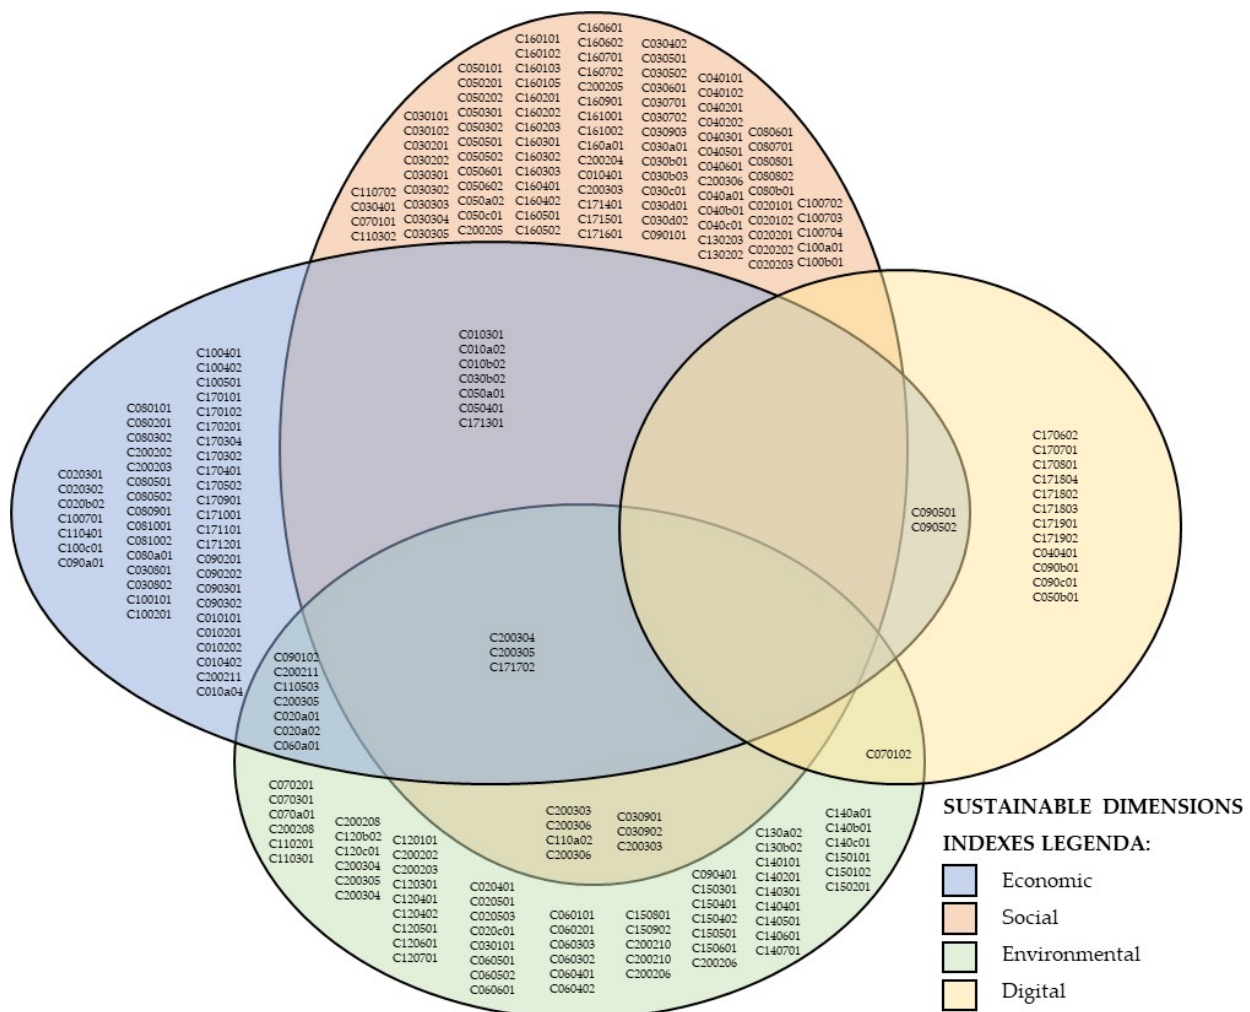 C160601
C160602
C160701
C160702
C200205
C160901
C161001
C161002
C160a01
C200204
C010401
C200303
C171401
C171501
C171601
C160101
C160102
C160103
C160105
C160201
C160202
C160203
C160301
C160302
C160303
C160401
C160402
C160501
C160502
C030402
C030501
C030502
C030601
C030701
C030702
C030903
C030a01
C030b01
C030b03
C030c01
C030d01
C030d02
C090101
C050101
C050201
C050202
C050301
C050302
C050501
C050502
C050601
C050602
C050a02
C050c01
C200205
C040101
C040102
C040201
C040202
C040301
C040501
C040601
C200306
C040a01
C040b01
C040c01
C130203
C130202
C030101
C030102
C030201
C030202
C030301
C030302
C030303
C030304
C030305
C080601
C080701
C080801
C080802
C080b01
C020101
C020102
C020201
C020202
C020203
C110702
C030401
C070101
C110302
C100702
C100703
C100704
C100a01
C100b01
C010301
C010a02
C010b02
C030b02
C050a01
C050401
C171301
C100401
C100402
C100501
C170101
C170102
C170201
C170304
C170302
C170401
C170502
C170901
C171001
C171101
C171201
C090201
C090202
C090301
C090302
C010101
C010201
C010202
C010402
C200211
C010a04
C080101
C080201
C080302
C200202
C200203
C080501
C080502
C080901
C081001
C081002
C080a01
C030801
C030802
C100101
C100201
C020301
C020302
C020b02
C100701
C110401
C100c01
C090a01
C170602
C170701
C170801
C171804
C171802
C171803
C171901
C171902
C040401
C090b01
C090c01
C050b01
C090501
C090502
C200304
C200305
C171702
C090102
C200211
C110503
C200305
C020a01
C020a02
C060a01
C070102
C070201
C070301
C070a01
C200208
C110201
C110301
C200208
C120b02
C120c01
C200304
C200305
C200304
C120101
C200202
C200203
C120301
C120401
C120402
C120501
C120601
C120701
C020401
C020501
C020503
C020c01
C030101
C060501
C060502
C060601
C200303
C200306
C110a02
C200306
C030901
C030902
C200303
C060101
C060201
C060303
C060302
C060401
C060402
C150801
C150902
C200210
C200210
C200206
C090401
C150301
C150401
C150402
C150501
C150601
C200206
C130a02
C130b02
C140101
C140201
C140301
C140401
C140501
C140601
C140701
C140a01
C140b01
C140c01
C150101
C150102
C150201
SUSTAINABLE DIMENSIONS
INDEXES LEGENDA:
Economic
Social
Environmental
Digital